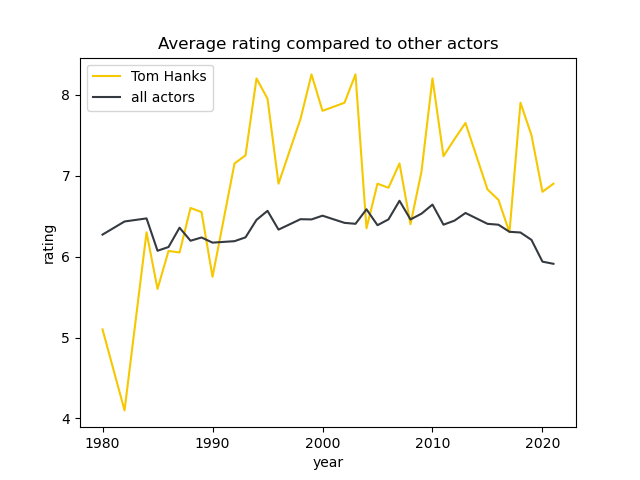 Average rating compared to other actors
Tom Hanks
all actors
8
7
6
5
4
rating
1980 1990 2000 2010 2020
year